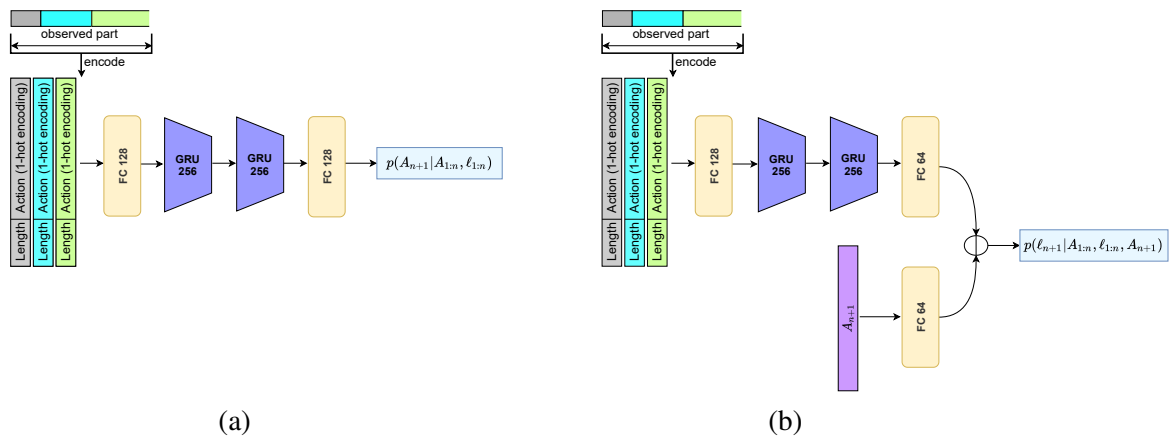 observed part
encode
Length Action (1-hot encoding)
Length Action (1-hot encoding)
Length Action (1-hot encoding)
FC 128
GRU
256
GRU
256
FC 128
p(A_{n+1}|A_{1:n}, ℓ_{1:n})
(a)
observed part
encode
Length Action (1-hot encoding)
Length Action (1-hot encoding)
Length Action (1-hot encoding)
FC 128
GRU
256
GRU
256
FC 64
A_{n+1}
FC 64
p(ℓ_{n+1}|A_{1:n}, ℓ_{1:n}, A_{n+1})
(b)